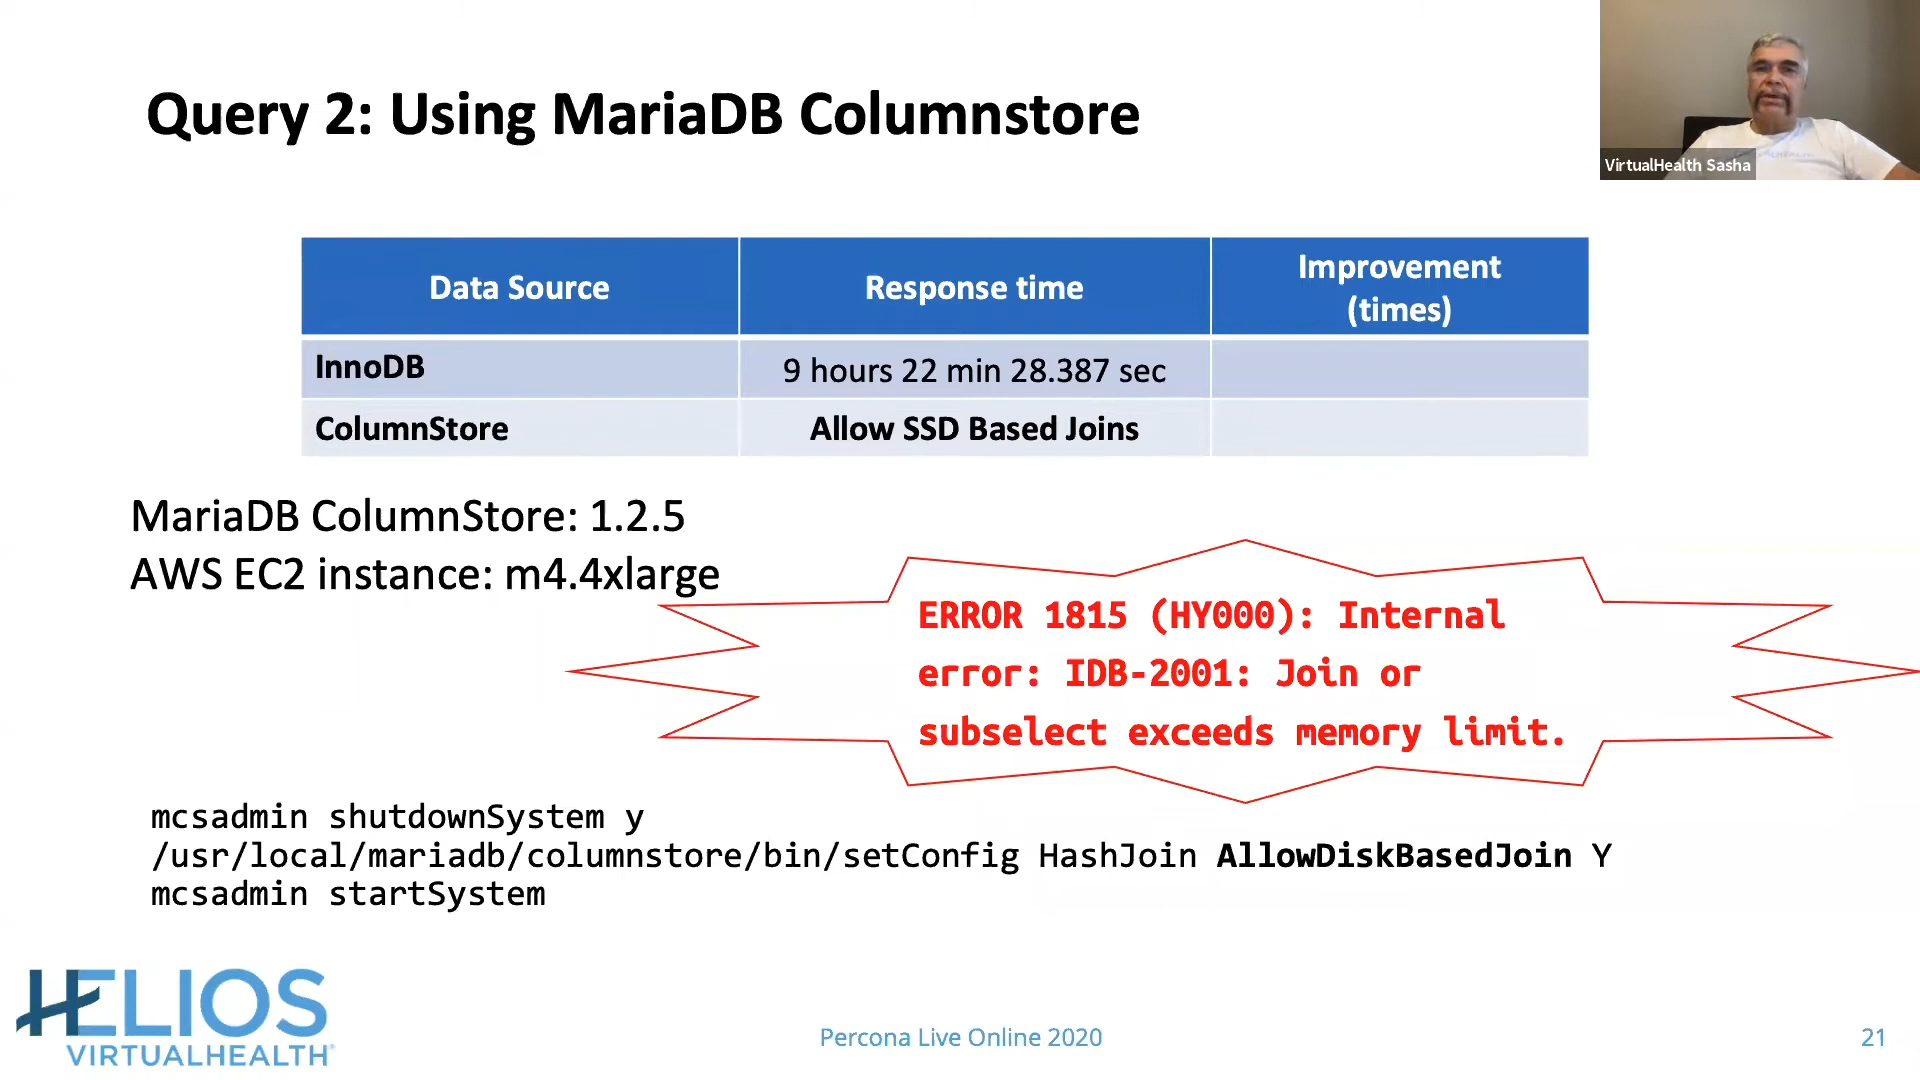 Query 2: Using MariaDB Columnstore
VirtualHealth Sasha
Data Source
Response time
Improvement
(times)
InnoDB
9 hours 22 min 28.387 sec
ColumnStore
Allow SSD Based Joins
MariaDB ColumnStore: 1.2.5
AWS EC2 instance: m4.4xlarge
ERROR 1815 (HY000): Internal
error: IDB-2001: Join or
subselect exceeds memory limit.
mcsadmin shutdownSystem y
/usr/local/mariadb/columnstore/bin/setConfig HashJoin AllowDiskBasedJoin Y
mcsadmin startSystem
HELIOS
VIRTUALHEALTH
Percona Live Online 2020
21